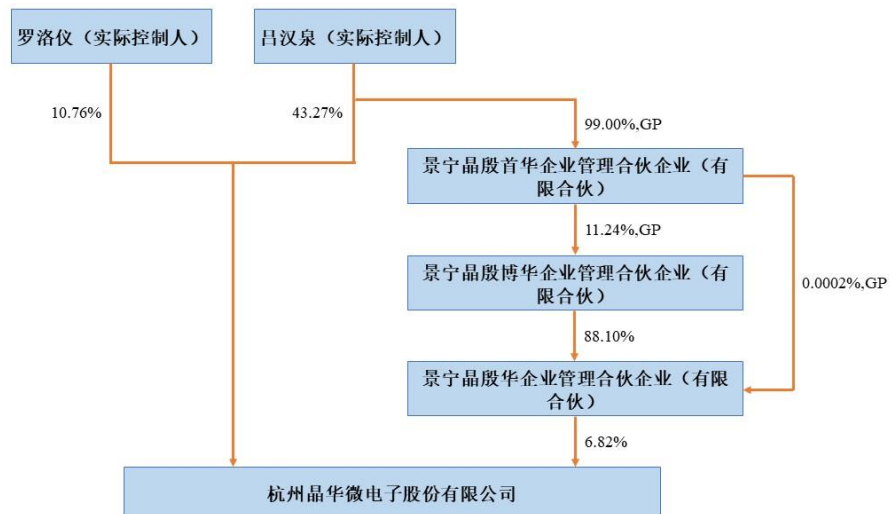 罗洛仪（实际控制人）
吕汉泉（实际控制人）
10.76%
43.27%
99.00%,GP
景宁晶殷首华企业管理合伙企业（有
限合伙）
11.24%,GP
景宁晶殷博华企业管理合伙企业（有
限合伙）
0.0002%,GP
88.10%
景宁晶殷华企业管理合伙企业（有限
合伙）
6.82%
杭州晶华微电子股份有限公司